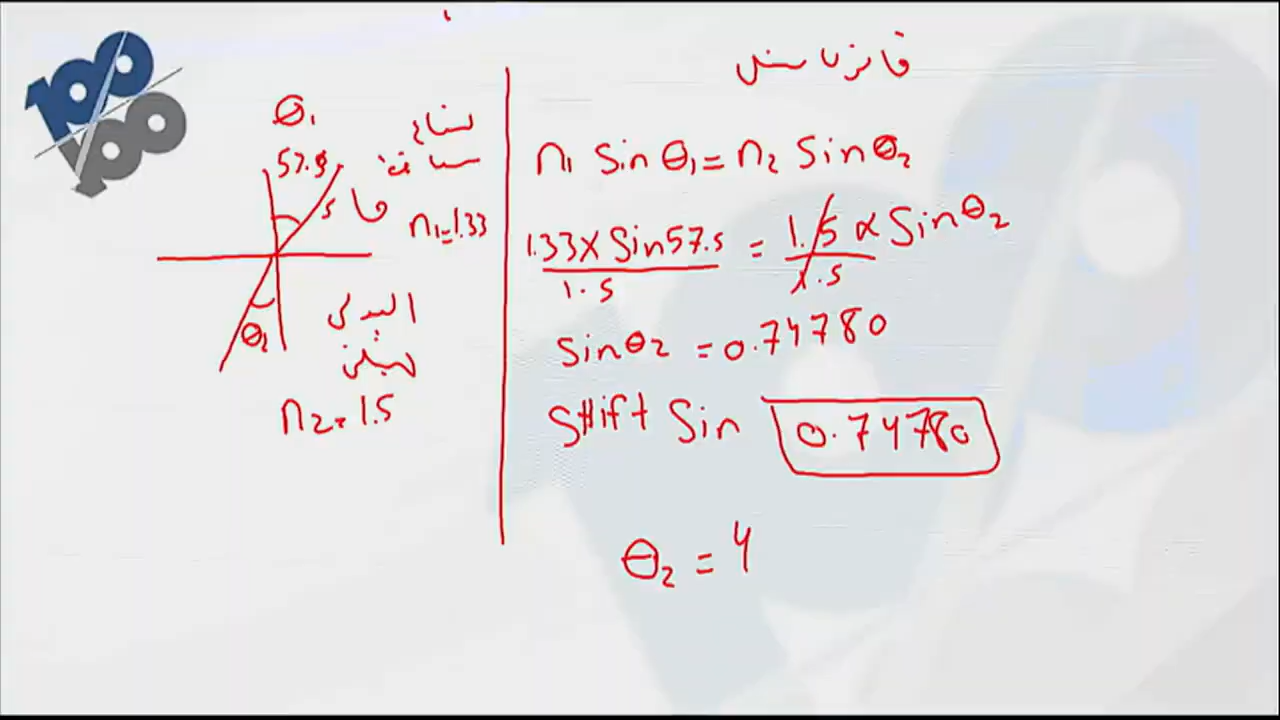 100
100
θ₁
57.5
n₁=1.33
θ₂
n₂=1.5
n₁ sin θ₁ = n₂ sin θ₂
1.33 x sin 57.5 / 1.5 = 1.5 x sin θ₂ / 1.5
sin θ₂ = 0.74780
shift sin 0.74780
θ₂ = 4